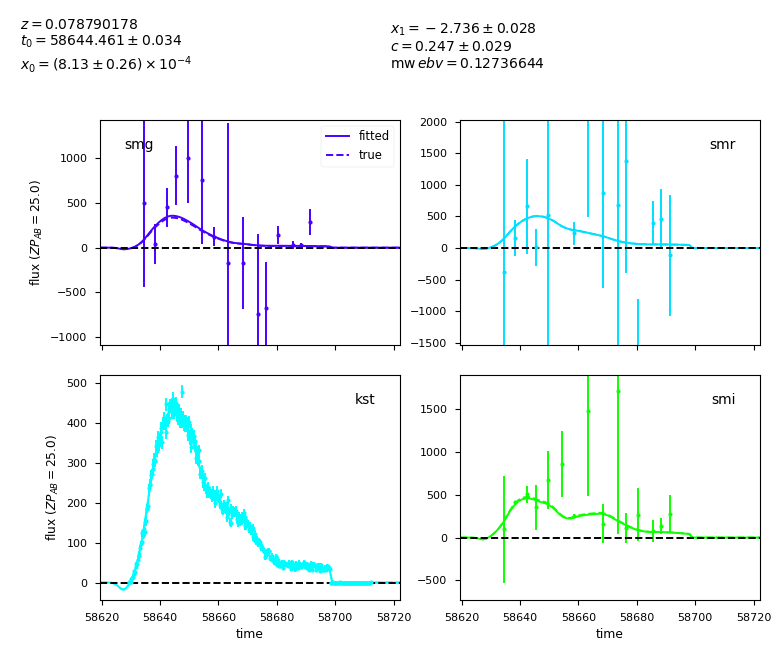 z = 0.078790178
t₀ = 58644.461 ± 0.034
x₀ = (8.13 ± 0.26) × 10⁻⁴
x₁ = −2.736 ± 0.028
c = 0.247 ± 0.029
mw ebv = 0.12736644
smg
fitted
true
1000
500
0
−500
−1000
flux (ZP_AB = 25.0)
smr
2000
1500
1000
500
0
−500
−1000
−1500
kst
500
400
300
200
100
0
flux (ZP_AB = 25.0)
58620 58640 58660 58680 58700 58720
time
smi
1500
1000
500
0
−500
58620 58640 58660 58680 58700 58720
time